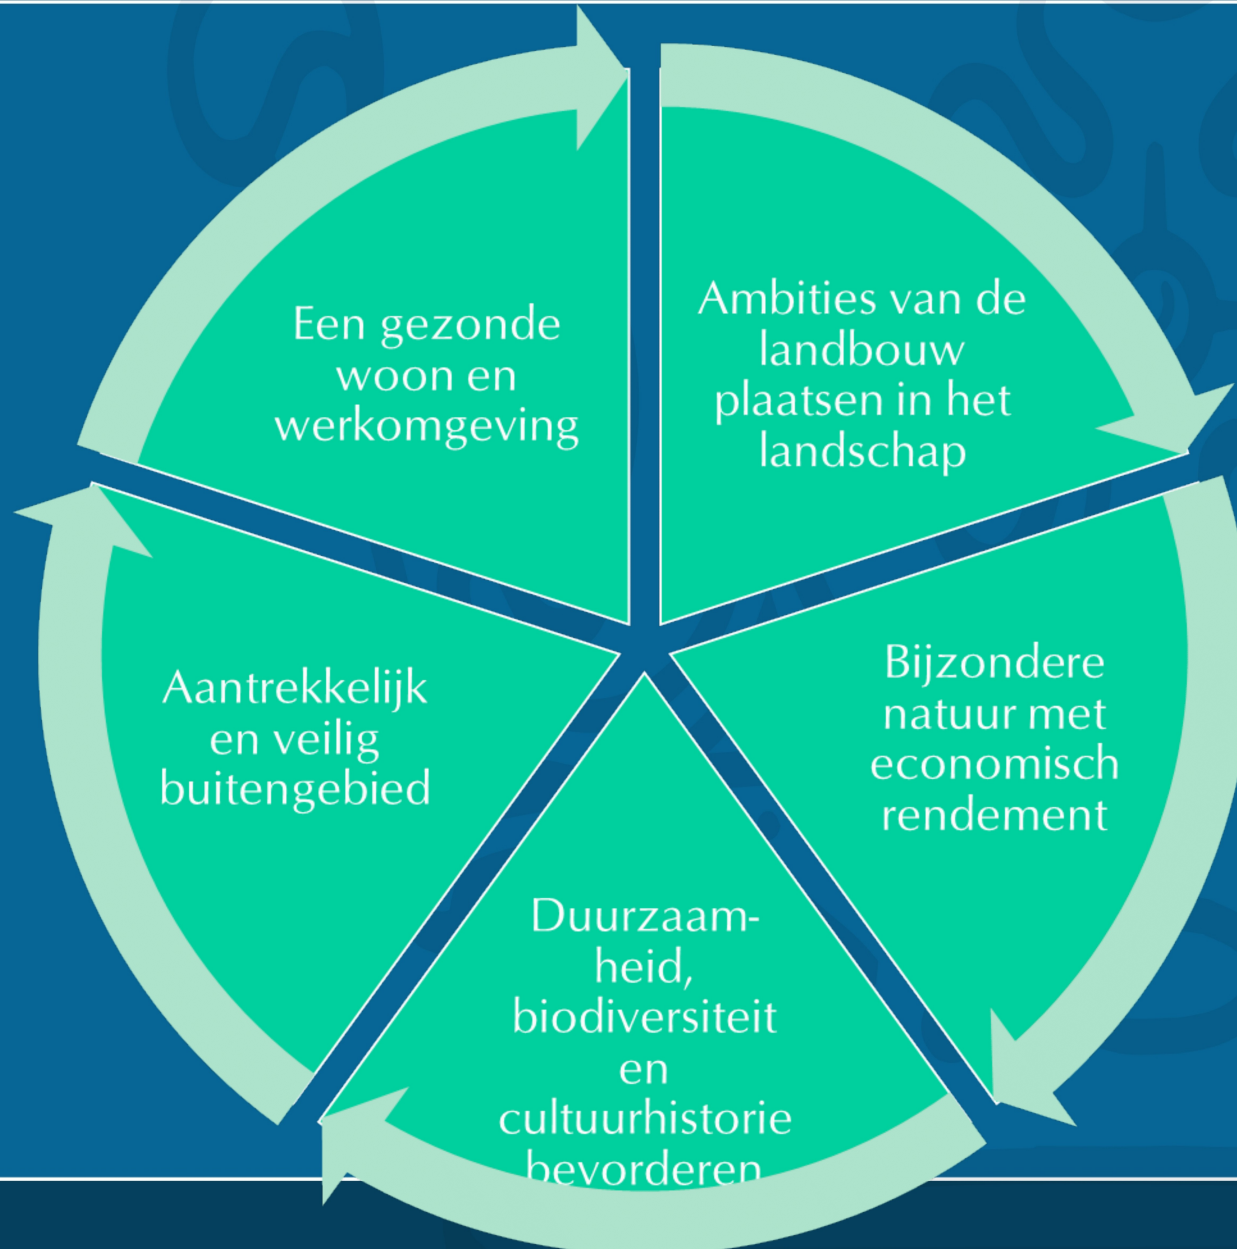 Een gezonde
woon en
werkomgeving
Ambities van de
landbouw
plaatsen in het
landschap
Bijzondere
natuur met
economisch
rendement
Duurzaam-
heid,
biodiversiteit
en
cultuurhistorie
bevorderen
Aantrekkelijk
en veilig
buitengebied